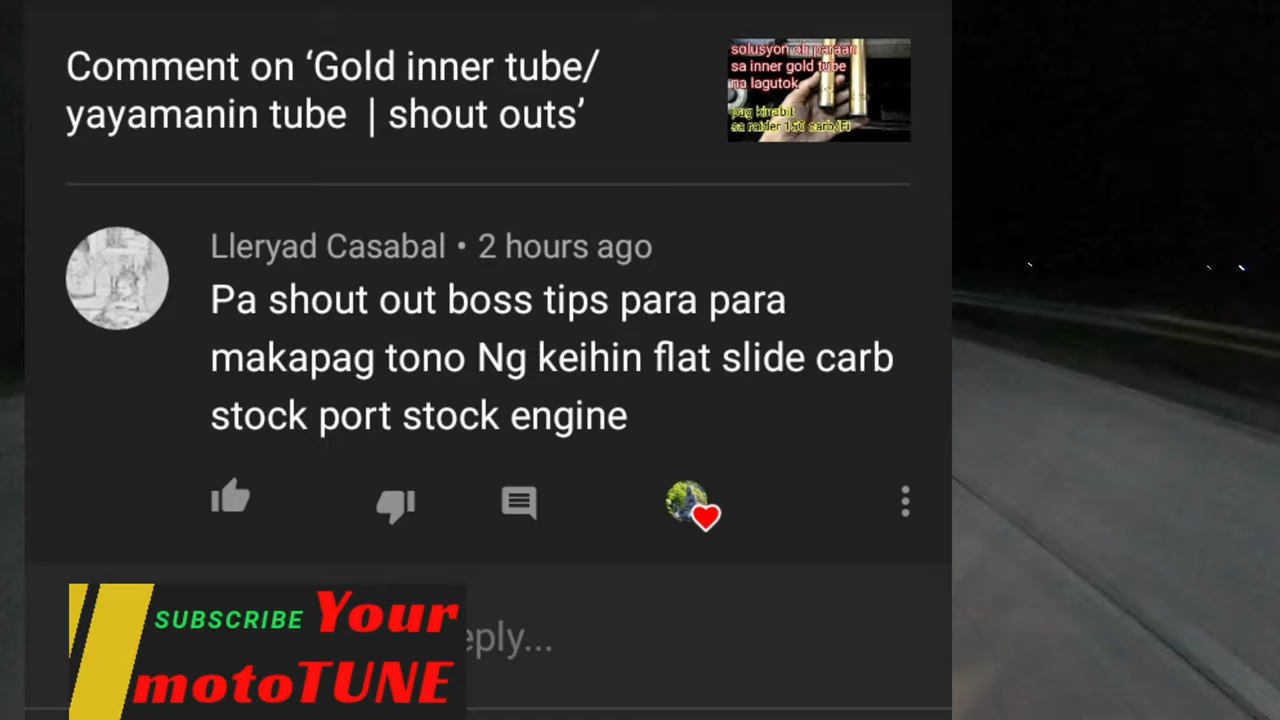 Comment on ‘Gold inner tube/
yayamanin tube | shout outs’
solusyon di paraan
sa inner gold tube
na lagutok
pag kinabit
sa raider 150 carb/Fi
Lleryad Casabal • 2 hours ago
Pa shout out boss tips para para
makapag tono Ng keihin flat slide carb
stock port stock engine
SUBSCRIBE Your
motoTUNE
eply...